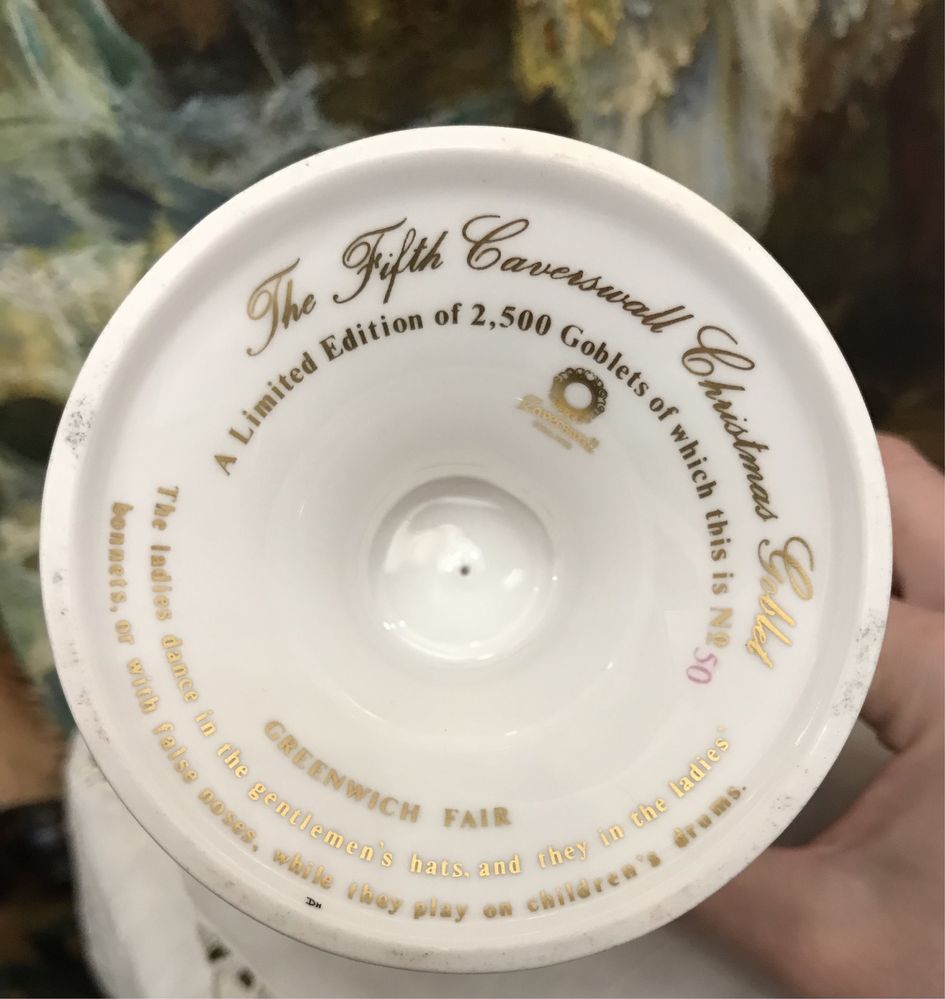 The Fifth Caverswall Christmas Goblet
A Limited Edition of 2,500 Goblets of which this is Nº 50
Caverswall
GREENWICH FAIR
The ladies dance in the gentlemen's hats, and they in the ladies'
bonnets, or with false noses, while they play on children's drums.
DH